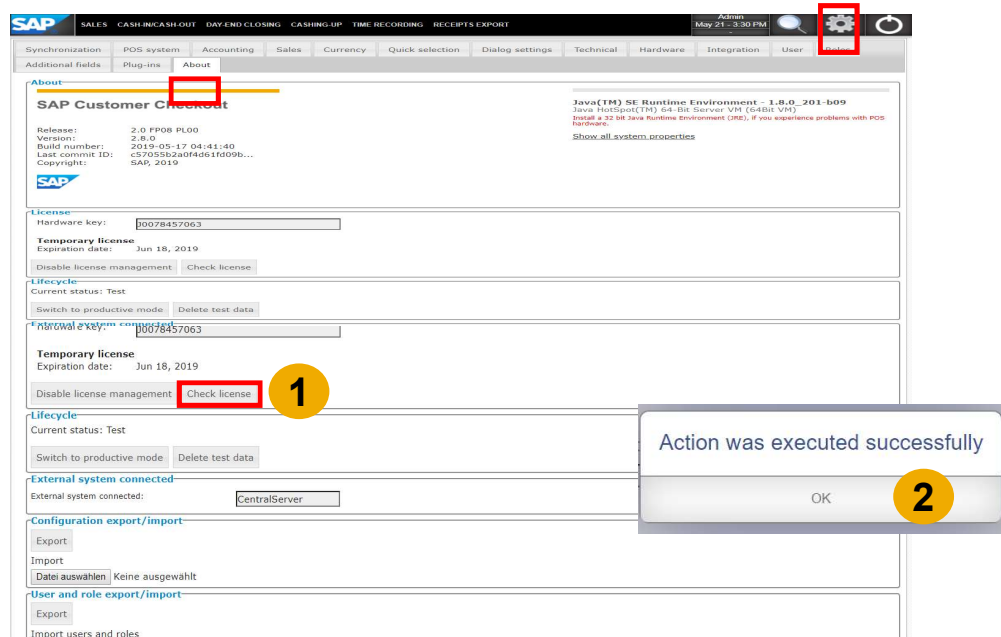 SAP SALES CASH-IN/CASH-OUT DAY-END CLOSING CASHING-UP TIME RECORDING RECEIPTS EXPORT
Admin
May 21 - 3:30 PM
-
Synchronization POS system Accounting Sales Currency Quick selection Dialog settings Technical Hardware Integration User Roles
Additional fields Plug-ins About
About
SAP Customer Checkout
Java(TM) SE Runtime Environment - 1.8.0_201-b09
Java HotSpot(TM) 64-Bit Server VM (64Bit VM)
Install a 32 bit Java Runtime Environment (JRE), if you experience problems with POS
hardware.
Show all system properties
Release: 2.0 FP08 PL00
Version: 2.8.0
Build number: 2019-05-17 04:41:40
Last commit ID: c57055b2a0f4d61fd09b...
Copyright: SAP, 2019
SAP
License
Hardware key: J0078457063
Temporary license
Expiration date: Jun 18, 2019
Disable license management Check license
Lifecycle
Current status: Test
Switch to productive mode Delete test data
External system connected
Hardware key: J0078457063
Temporary license
Expiration date: Jun 18, 2019
Disable license management Check license 1
Lifecycle
Current status: Test
Switch to productive mode Delete test data
Action was executed successfully
OK 2
External system connected
External system connected: CentralServer
Configuration export/import
Export
Import
Datei auswählen Keine ausgewählt
User and role export/import
Export
Import users and roles